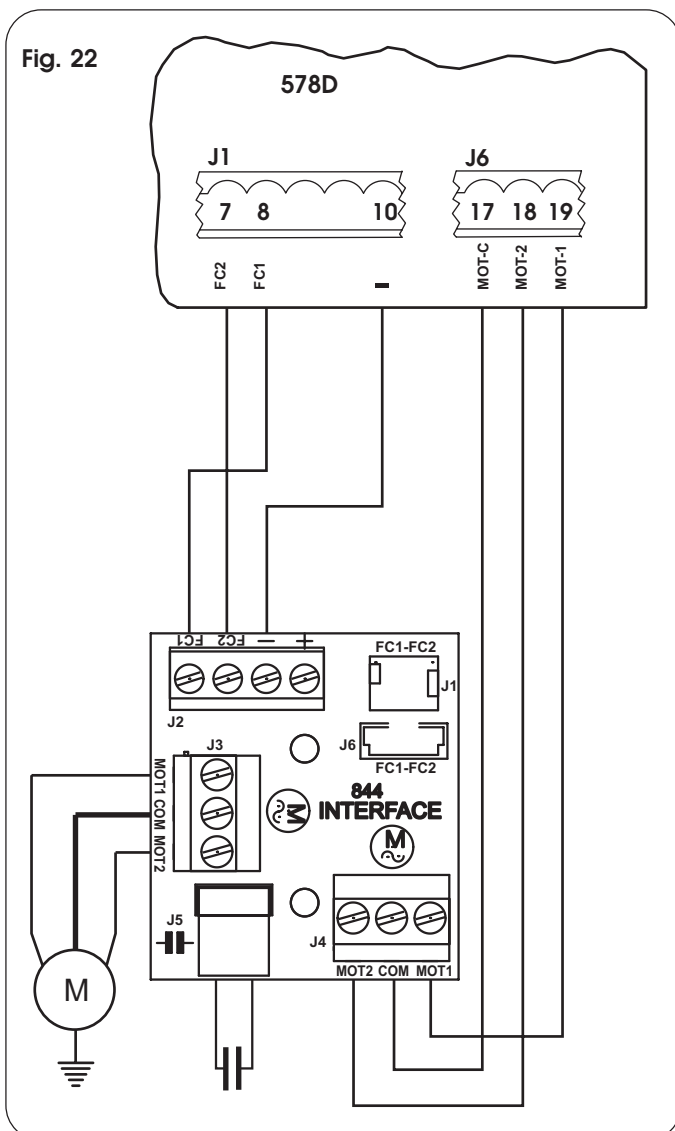 Fig. 22
578D
J1
J6
7 8 10
17 18 19
FC2
FC1
-
MOT-C
MOT-2
MOT-1
FC1 FC2 - +
FC1-FC2
J1
J2
J6
FC1-FC2
J3
MOT1 COM MOT2
844
INTERFACE
M
M
J5
J4
MOT2 COM MOT1
M